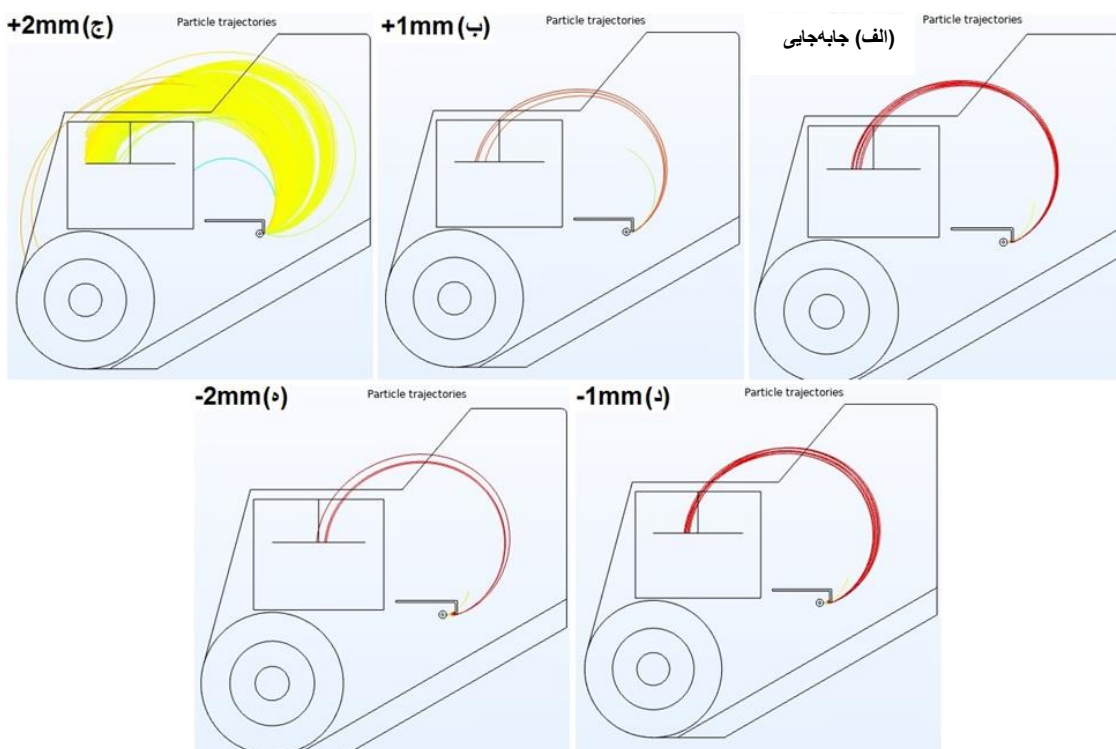 +2mm(ج)
Particle trajectories
+1mm(ب)
Particle trajectories
Particle trajectories
(الف) جابه‌جایی
-2mm(ه)
Particle trajectories
-1mm(د)
Particle trajectories